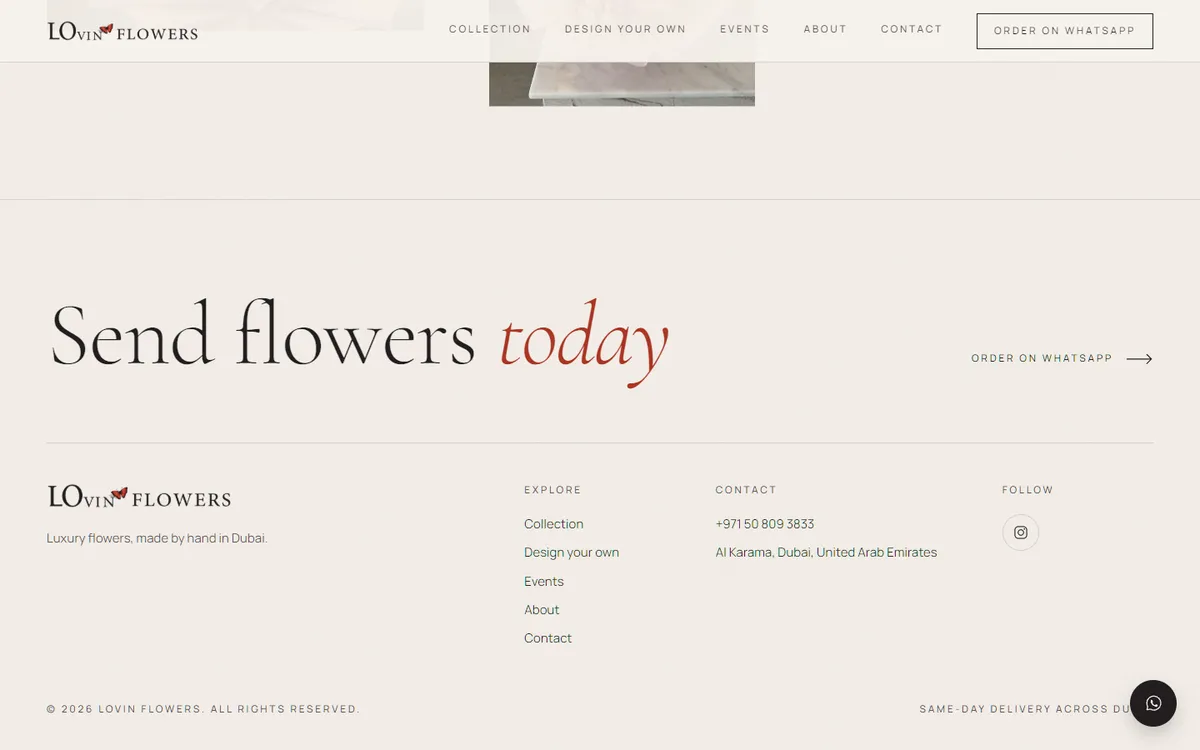 LOVIN FLOWERS
COLLECTION
DESIGN YOUR OWN
EVENTS
ABOUT
CONTACT
ORDER ON WHATSAPP
Send flowers today
ORDER ON WHATSAPP
LOVIN FLOWERS
Luxury flowers, made by hand in Dubai.
EXPLORE
Collection
Design your own
Events
About
Contact
CONTACT
+971 50 809 3833
Al Karama, Dubai, United Arab Emirates
FOLLOW
© 2026 LOVIN FLOWERS. ALL RIGHTS RESERVED.
SAME-DAY DELIVERY ACROSS